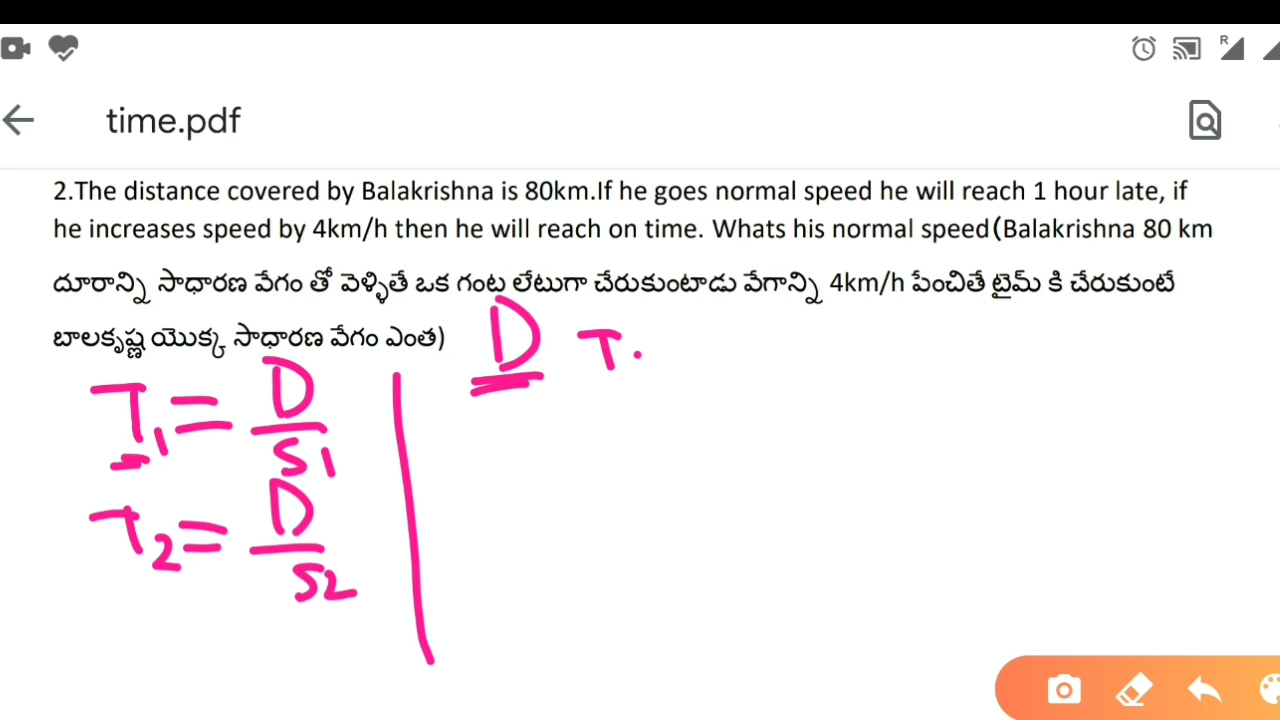 R
time.pdf
2.The distance covered by Balakrishna is 80km.If he goes normal speed he will reach 1 hour late, if
he increases speed by 4km/h then he will reach on time. Whats his normal speed(Balakrishna 80 km
దూరాన్ని సాధారణ వేగం తో వెళ్ళితే ఒక గంట లేటుగా చేరుకుంటాడు వేగాన్ని 4km/h పెంచితే టైమ్ కి చేరుకుంటే
బాలకృష్ణ యొక్క సాధారణ వేగం ఎంత)
D T.
T1 = D/S1
T2 = D/S2